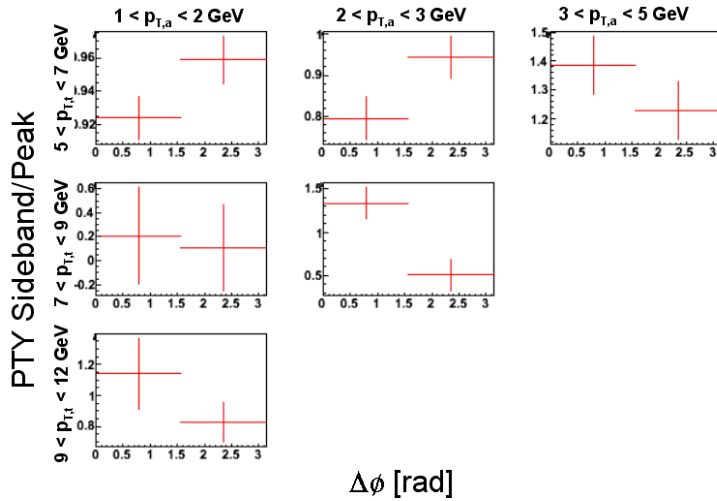 1 < pT,a < 2 GeV
2 < pT,a < 3 GeV
3 < pT,a < 5 GeV
PTY Sideband/Peak
5 < pT,t < 7 GeV
0.96
0.94
0.92
0 0.5 1 1.5 2 2.5 3
1
0.9
0.8
0 0.5 1 1.5 2 2.5 3
1.5
1.4
1.3
1.2
0 0.5 1 1.5 2 2.5 3
7 < pT,t < 9 GeV
0.6
0.4
0.2
0
-0.2
0 0.5 1 1.5 2 2.5 3
1.5
1
0.5
0 0.5 1 1.5 2 2.5 3
9 < pT,t < 12 GeV
1.2
1
0.8
0 0.5 1 1.5 2 2.5 3
Δϕ [rad]